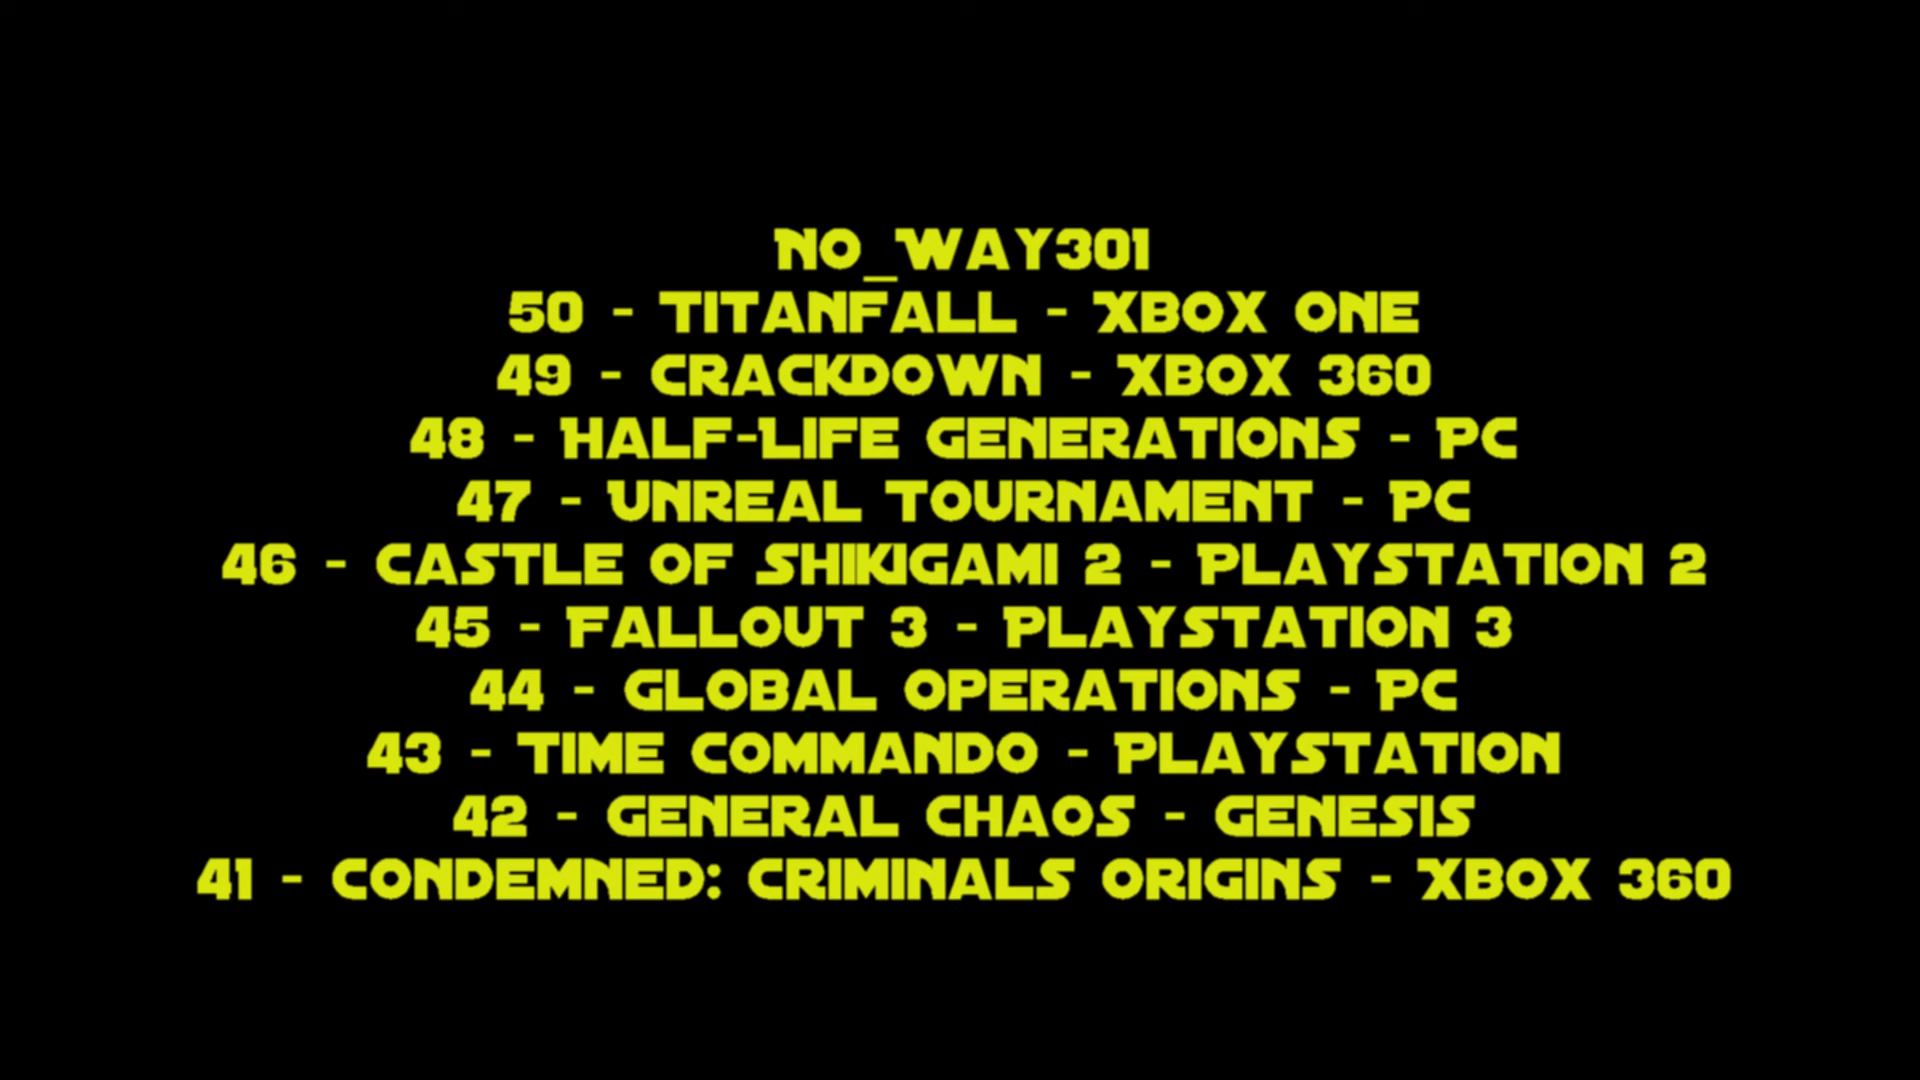 No_Way301
50 - Titanfall - Xbox One
49 - Crackdown - Xbox 360
48 - Half-Life Generations - PC
47 - Unreal Tournament - PC
46 - Castle of Shikigami 2 - PlayStation 2
45 - Fallout 3 - PlayStation 3
44 - Global Operations - PC
43 - Time Commando - PlayStation
42 - General Chaos - Genesis
41 - Condemned: Criminals Origins - Xbox 360